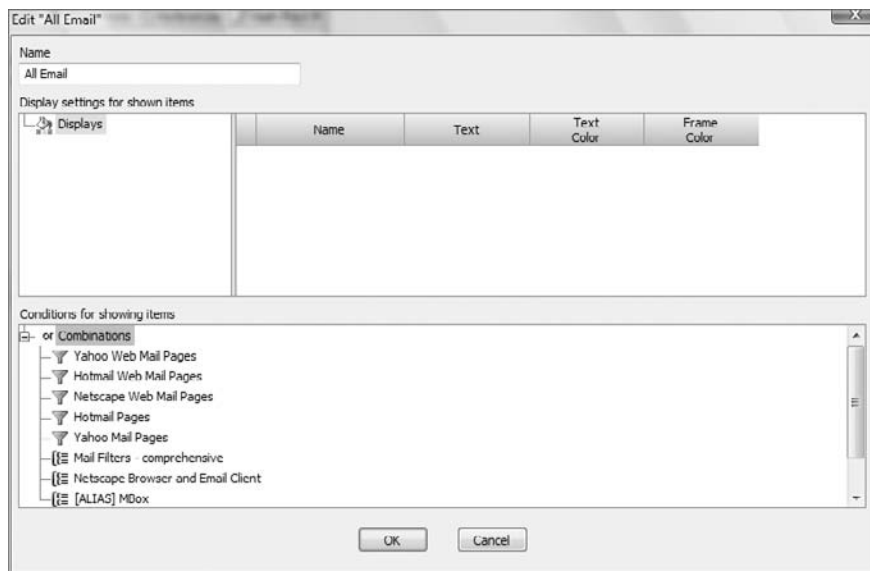 Edit "All Email"
Name
All Email
Display settings for shown items
Displays
Name Text Text Color Frame Color
Conditions for showing items
or Combinations
Yahoo Web Mail Pages
Hotmail Web Mail Pages
Netscape Web Mail Pages
Hotmail Pages
Yahoo Mail Pages
Mail Filters - comprehensive
Netscape Browser and Email Client
[ALIAS] MBox
OK Cancel